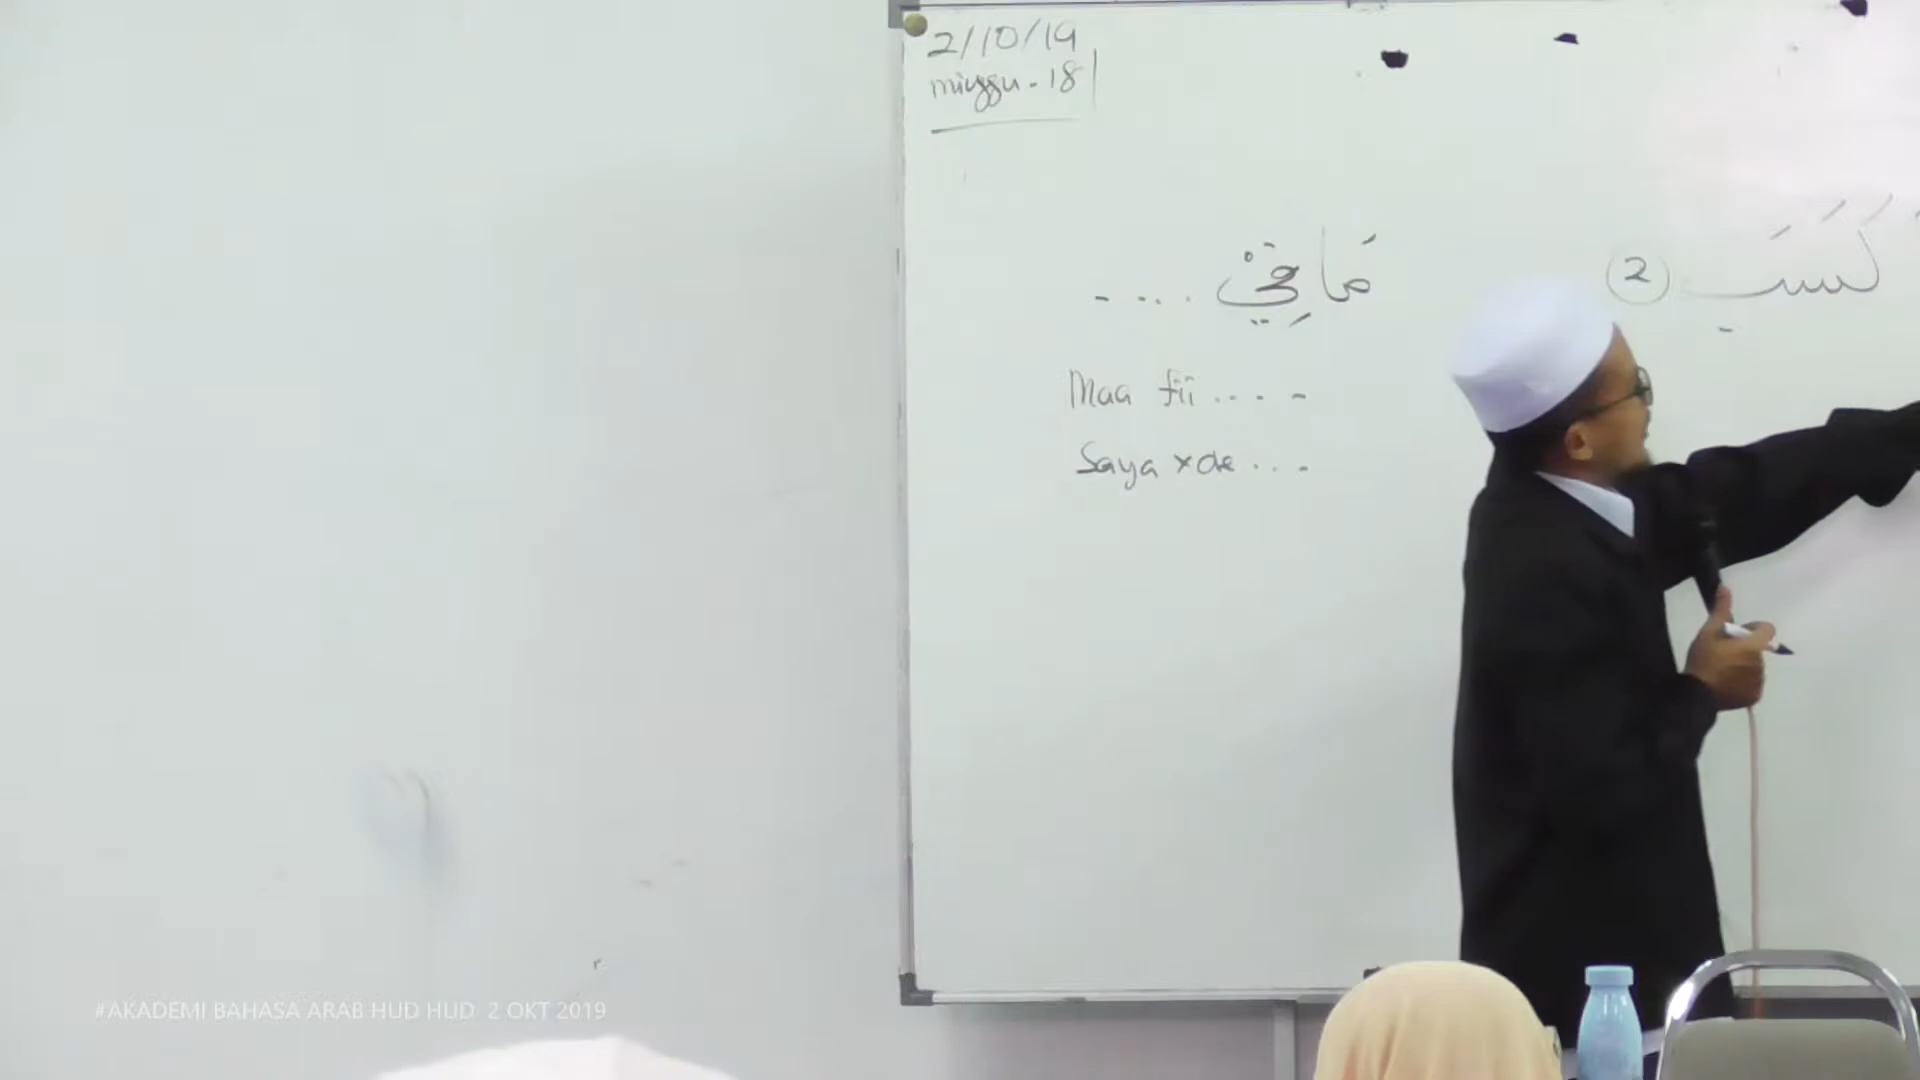 2/10/19
minggu - 18
مَا فِيْ ....
② كَسَبَ
Maa fii ....
Saya xde ...
#AKADEMI BAHASA ARAB HUD HUD 2 OKT 2019